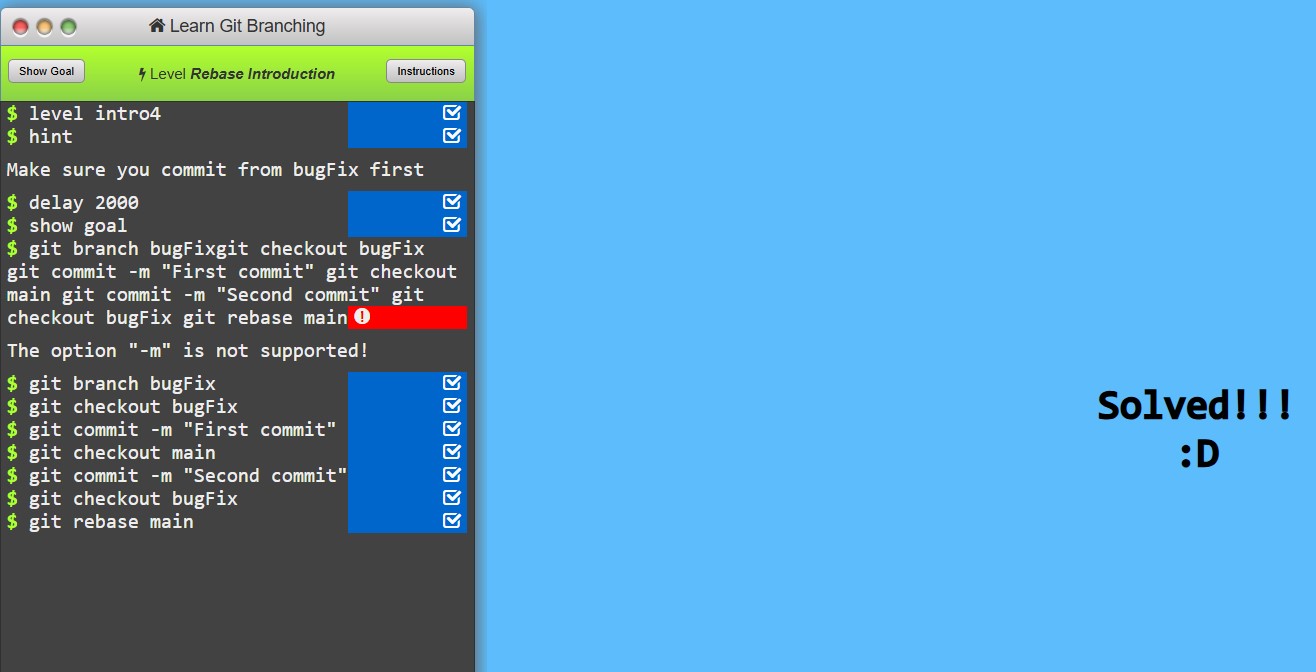 Learn Git Branching
Show Goal
Level Rebase Introduction
Instructions
$ level intro4
$ hint
Make sure you commit from bugFix first
$ delay 2000
$ show goal
$ git branch bugFixgit checkout bugFix
git commit -m "First commit" git checkout
main git commit -m "Second commit" git
checkout bugFix git rebase main
The option "-m" is not supported!
$ git branch bugFix
$ git checkout bugFix
$ git commit -m "First commit"
$ git checkout main
$ git commit -m "Second commit"
$ git checkout bugFix
$ git rebase main
Solved!!!
:D